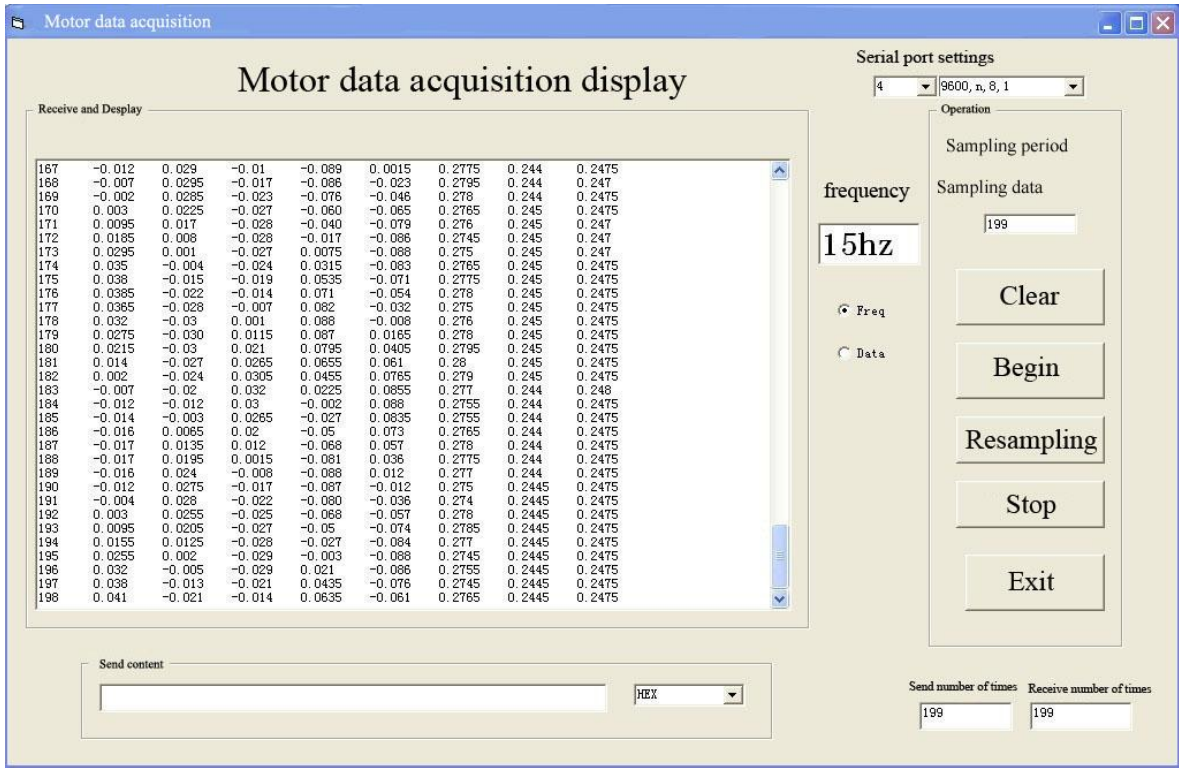 Motor data acquisition
Motor data acquisition display
Serial port settings
4 9600, n, 8, 1
Receive and Desplay
167 -0.012 0.029 -0.01 -0.089 0.0015 0.2775 0.244 0.2475
168 -0.007 0.0295 -0.017 -0.086 -0.023 0.2795 0.244 0.247
169 -0.002 0.0285 -0.023 -0.076 -0.046 0.278 0.244 0.2475
170 0.003 0.0225 -0.027 -0.060 -0.065 0.2765 0.245 0.2475
171 0.0095 0.017 -0.028 -0.040 -0.079 0.276 0.245 0.247
172 0.0185 0.008 -0.028 -0.017 -0.086 0.2745 0.245 0.247
173 0.0295 0.001 -0.027 0.0075 -0.088 0.275 0.245 0.247
174 0.035 -0.004 -0.024 0.0315 -0.083 0.2765 0.245 0.2475
175 0.038 -0.015 -0.019 0.0535 -0.071 0.2775 0.245 0.2475
176 0.0385 -0.022 -0.014 0.071 -0.054 0.278 0.245 0.2475
177 0.0365 -0.028 -0.007 0.082 -0.032 0.275 0.245 0.2475
178 0.032 -0.03 0.001 0.088 -0.008 0.276 0.245 0.2475
179 0.0275 -0.030 0.0115 0.087 0.0165 0.278 0.245 0.2475
180 0.0215 -0.03 0.021 0.0795 0.0405 0.2795 0.245 0.2475
181 0.014 -0.027 0.0265 0.0655 0.061 0.28 0.245 0.2475
182 0.002 -0.024 0.0305 0.0455 0.0765 0.279 0.245 0.2475
183 -0.007 -0.02 0.032 0.0225 0.0855 0.277 0.244 0.248
184 -0.012 -0.012 0.03 -0.002 0.088 0.2755 0.244 0.2475
185 -0.014 -0.003 0.0265 -0.027 0.0835 0.2755 0.244 0.2475
186 -0.016 0.0065 0.02 -0.05 0.073 0.2765 0.244 0.2475
187 -0.017 0.0135 0.012 -0.068 0.057 0.278 0.244 0.2475
188 -0.017 0.0195 0.0015 -0.081 0.036 0.2775 0.244 0.2475
189 -0.016 0.024 -0.008 -0.088 0.012 0.277 0.244 0.2475
190 -0.012 0.0275 -0.017 -0.087 -0.012 0.275 0.2445 0.2475
191 -0.004 0.028 -0.022 -0.080 -0.036 0.274 0.2445 0.2475
192 0.003 0.0255 -0.025 -0.068 -0.057 0.278 0.2445 0.2475
193 0.0095 0.0205 -0.027 -0.05 -0.074 0.2785 0.2445 0.2475
194 0.0155 0.0125 -0.028 -0.027 -0.084 0.277 0.2445 0.2475
195 0.0255 0.002 -0.029 -0.003 -0.088 0.2745 0.2445 0.2475
196 0.032 -0.005 -0.029 0.021 -0.086 0.2755 0.2445 0.2475
197 0.038 -0.013 -0.021 0.0435 -0.076 0.2745 0.2445 0.2475
198 0.041 -0.021 -0.014 0.0635 -0.061 0.2765 0.2445 0.2475
frequency
15hz
Freq
Data
Operation
Sampling period
Sampling data
199
Clear
Begin
Resampling
Stop
Exit
Send content
HEX
Send number of times Receive number of times
199 199